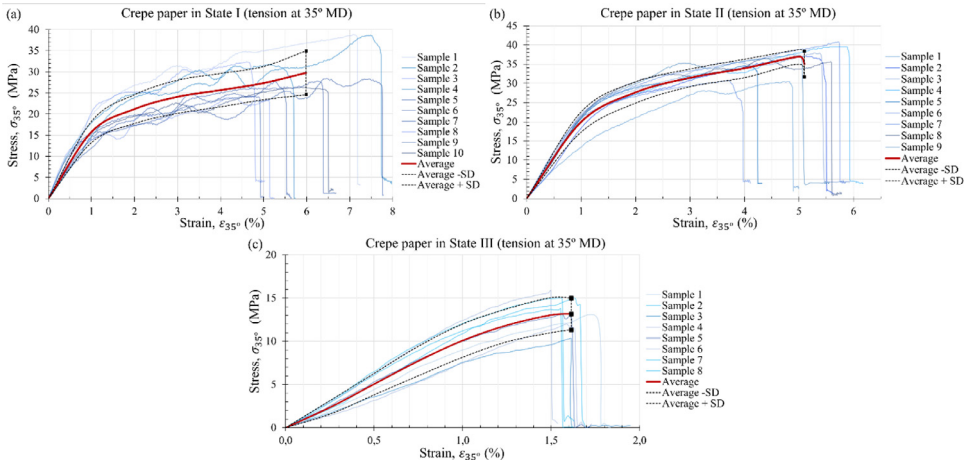 (a)
Crepe paper in State I (tension at 35º MD)
40
35
30
25
20
15
10
5
0
Stress, σ35º (MPa)
0
1
2
3
4
5
6
7
8
Strain, ε35º (%)
Sample 1
Sample 2
Sample 3
Sample 4
Sample 5
Sample 6
Sample 7
Sample 8
Sample 9
Sample 10
Average
Average -SD
Average + SD
(b)
Crepe paper in State II (tension at 35º MD)
45
40
35
30
25
20
15
10
5
0
Stress, σ35º (MPa)
0
1
2
3
4
5
6
Strain, ε35º (%)
Sample 1
Sample 2
Sample 3
Sample 4
Sample 5
Sample 6
Sample 7
Sample 8
Sample 9
Average
Average -SD
Average + SD
(c)
Crepe paper in State III (tension at 35º MD)
20
15
10
5
0
Stress, σ35º (MPa)
0,0
0,5
1,0
1,5
2,0
Strain, ε35º (%)
Sample 1
Sample 2
Sample 3
Sample 4
Sample 5
Sample 6
Sample 7
Sample 8
Average
Average -SD
Average + SD